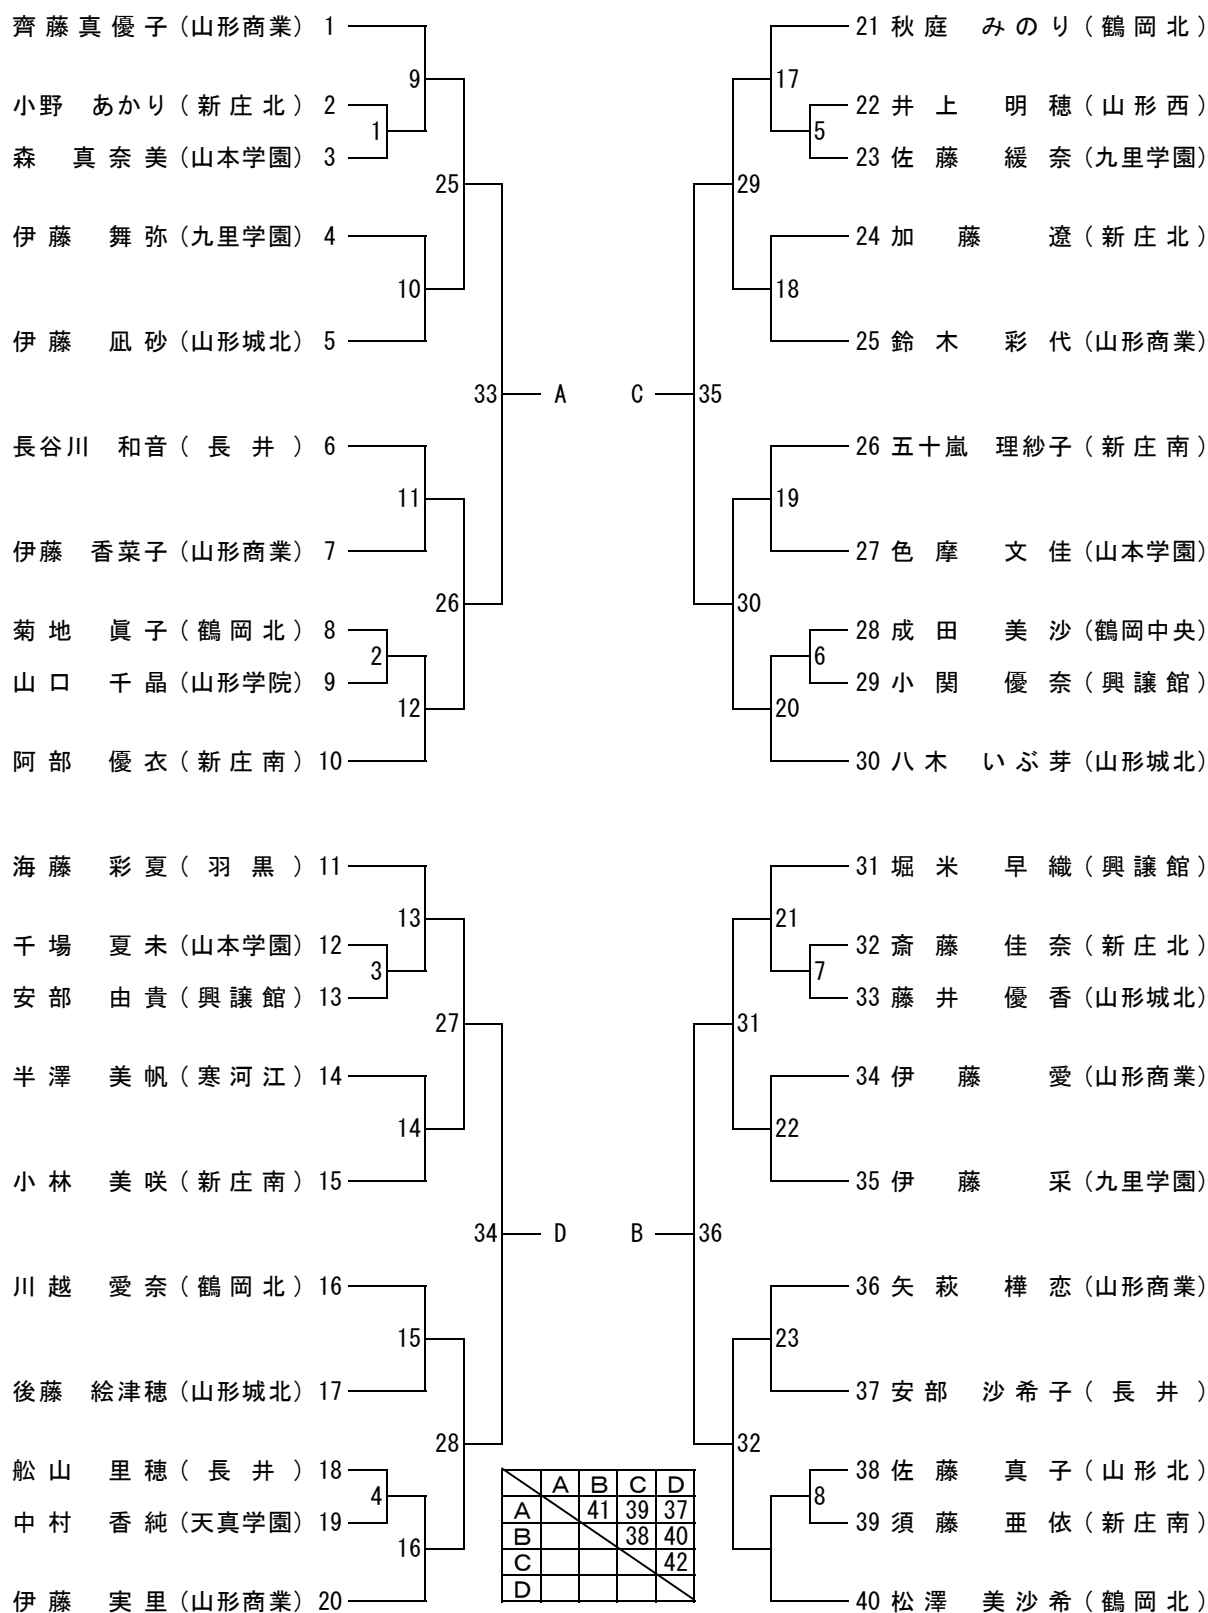 齊藤真優子（山形商業）1
9
小野 あかり（新庄北）2
1
森 真奈美（山本学園）3
25
伊藤 舞弥（九里学園）4
10
伊藤 凪砂（山形城北）5
33 A
長谷川 和音（長井）6
11
伊藤 香菜子（山形商業）7
26
菊地 眞子（鶴岡北）8
2
山口 千晶（山形学院）9
12
阿部 優衣（新庄南）10
海藤 彩夏（羽黒）11
13
千場 夏未（山本学園）12
3
安部 由貴（興譲館）13
27
半澤 美帆（寒河江）14
14
小林 美咲（新庄南）15
34 D
川越 愛奈（鶴岡北）16
15
後藤 絵津穂（山形城北）17
28
舩山 里穂（長井）18
4
中村 香純（天真学園）19
16
伊藤 実里（山形商業）20
21 秋庭 みのり（鶴岡北）
17
22 井上 明穂（山形西）
5
23 佐藤 緩奈（九里学園）
29
24 加藤 遼（新庄北）
18
25 鈴木 彩代（山形商業）
C 35
26 五十嵐 理紗子（新庄南）
19
27 色摩 文佳（山本学園）
30
28 成田 美沙（鶴岡中央）
6
29 小関 優奈（興譲館）
20
30 八木 いぶ芽（山形城北）
31 堀米 早織（興譲館）
21
32 斎藤 佳奈（新庄北）
7
33 藤井 優香（山形城北）
31
34 伊藤 愛（山形商業）
22
35 伊藤 采（九里学園）
B 36
36 矢萩 樺恋（山形商業）
23
37 安部 沙希子（長井）
32
38 佐藤 真子（山形北）
8
39 須藤 亜依（新庄南）
40 松澤 美沙希（鶴岡北）
A B C D
A 41 39 37
B 38 40
C 42
D